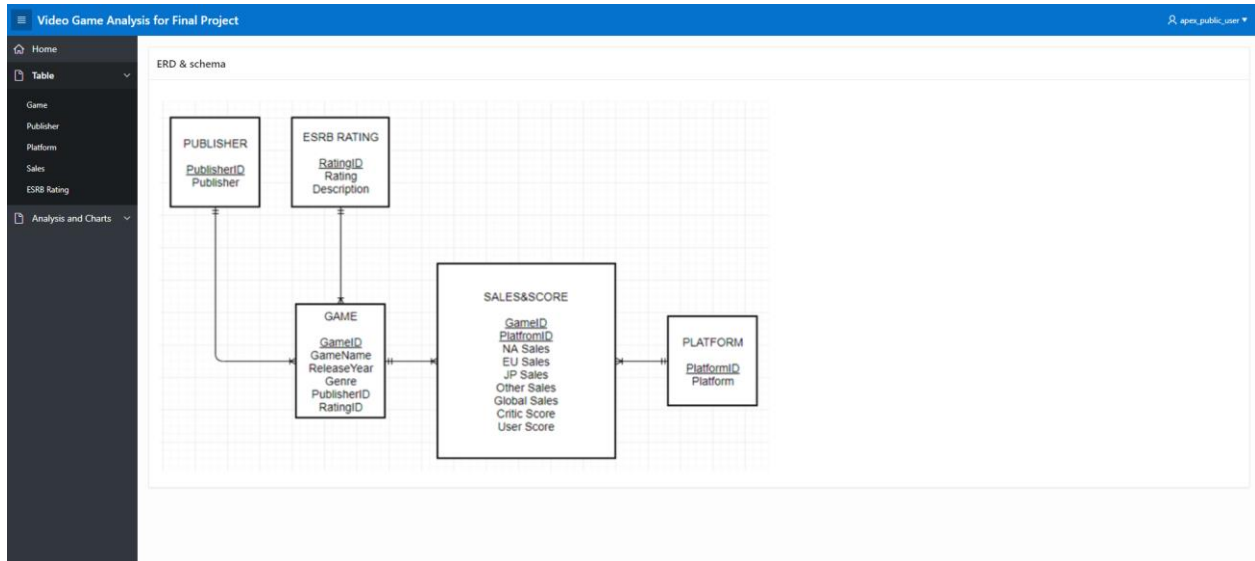 Video Game Analysis for Final Project
apex_public_user
Home
Table
Game
Publisher
Platform
Sales
ESRB Rating
Analysis and Charts
ERD & schema
PUBLISHER
PublisherID
Publisher
ESRB RATING
RatingID
Rating
Description
GAME
GameID
GameName
ReleaseYear
Genre
PublisherID
RatingID
SALES&SCORE
GameID
PlatfromID
NA Sales
EU Sales
JP Sales
Other Sales
Global Sales
Critic Score
User Score
PLATFORM
PlatformID
Platform